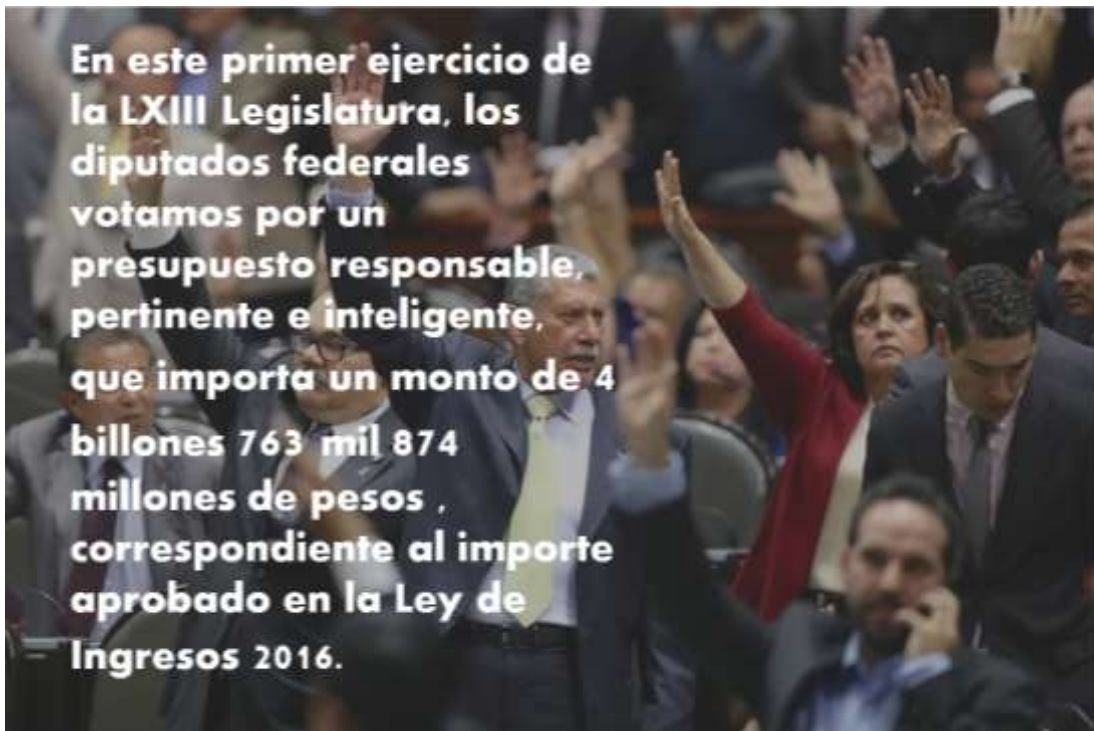 En este primer ejercicio de
la LXIII Legislatura, los
diputados federales
votamos por un
presupuesto responsable,
pertinente e inteligente,
que importa un monto de 4
billones 763 mil 874
millones de pesos ,
correspondiente al importe
aprobado en la Ley de
Ingresos 2016.